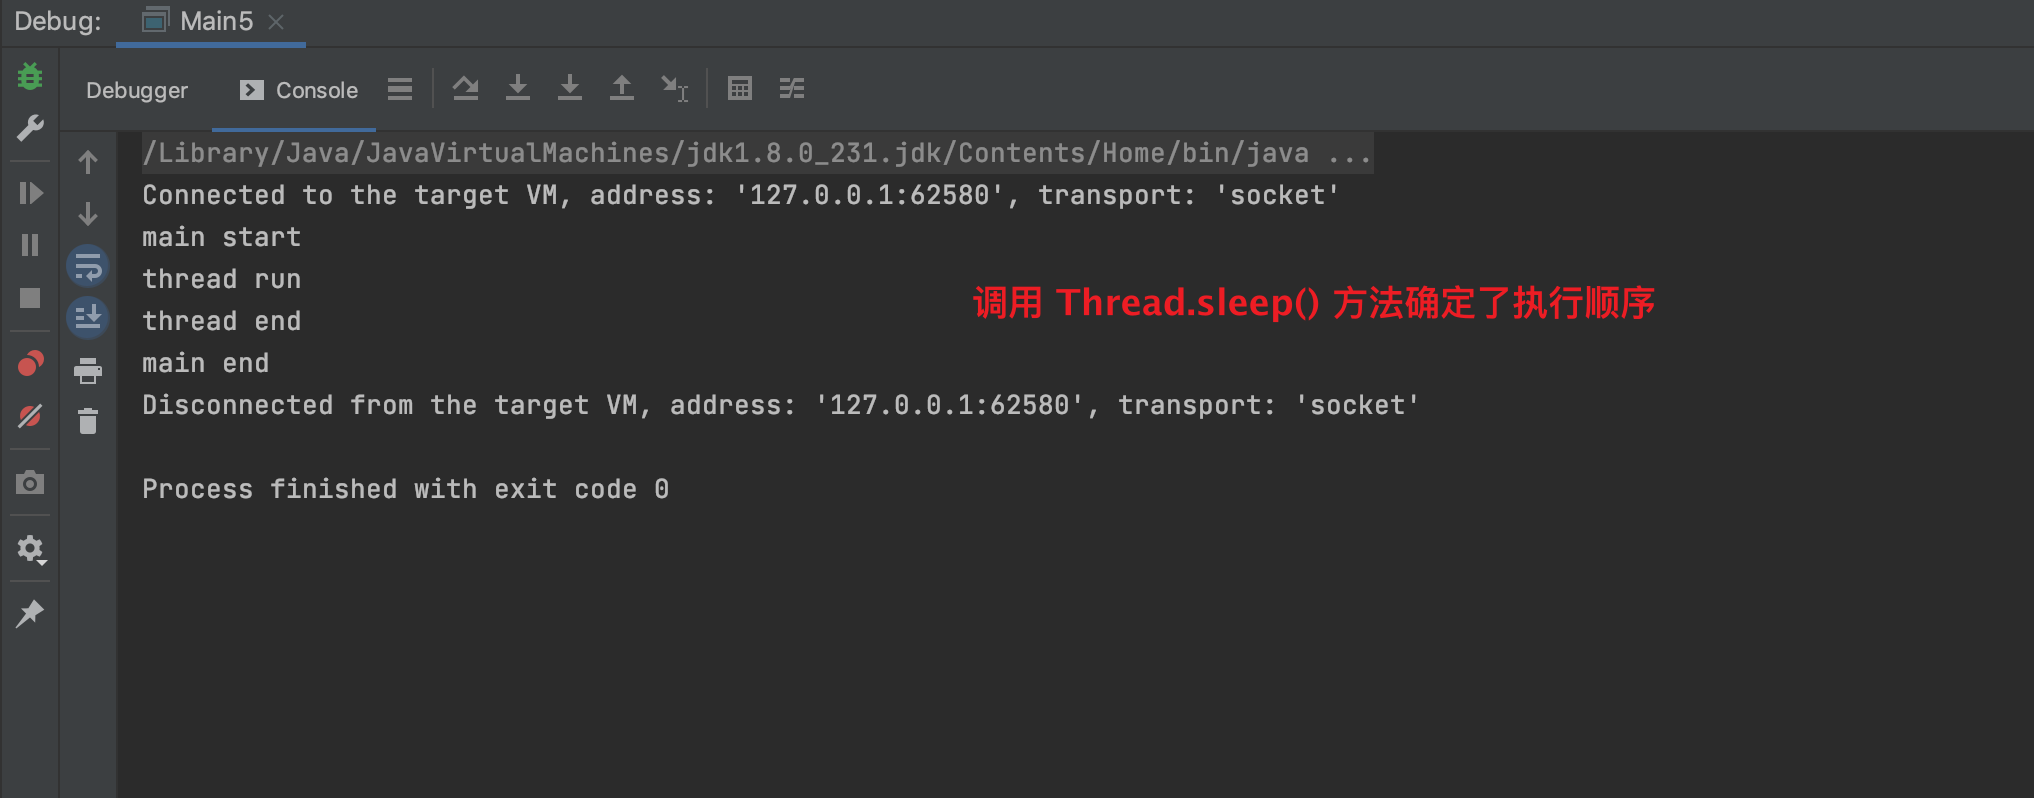 Debug: Main5
Debugger Console
/Library/Java/JavaVirtualMachines/jdk1.8.0_231.jdk/Contents/Home/bin/java ...
Connected to the target VM, address: '127.0.0.1:62580', transport: 'socket'
main start
thread run
调用 Thread.sleep() 方法确定了执行顺序
thread end
main end
Disconnected from the target VM, address: '127.0.0.1:62580', transport: 'socket'
Process finished with exit code 0